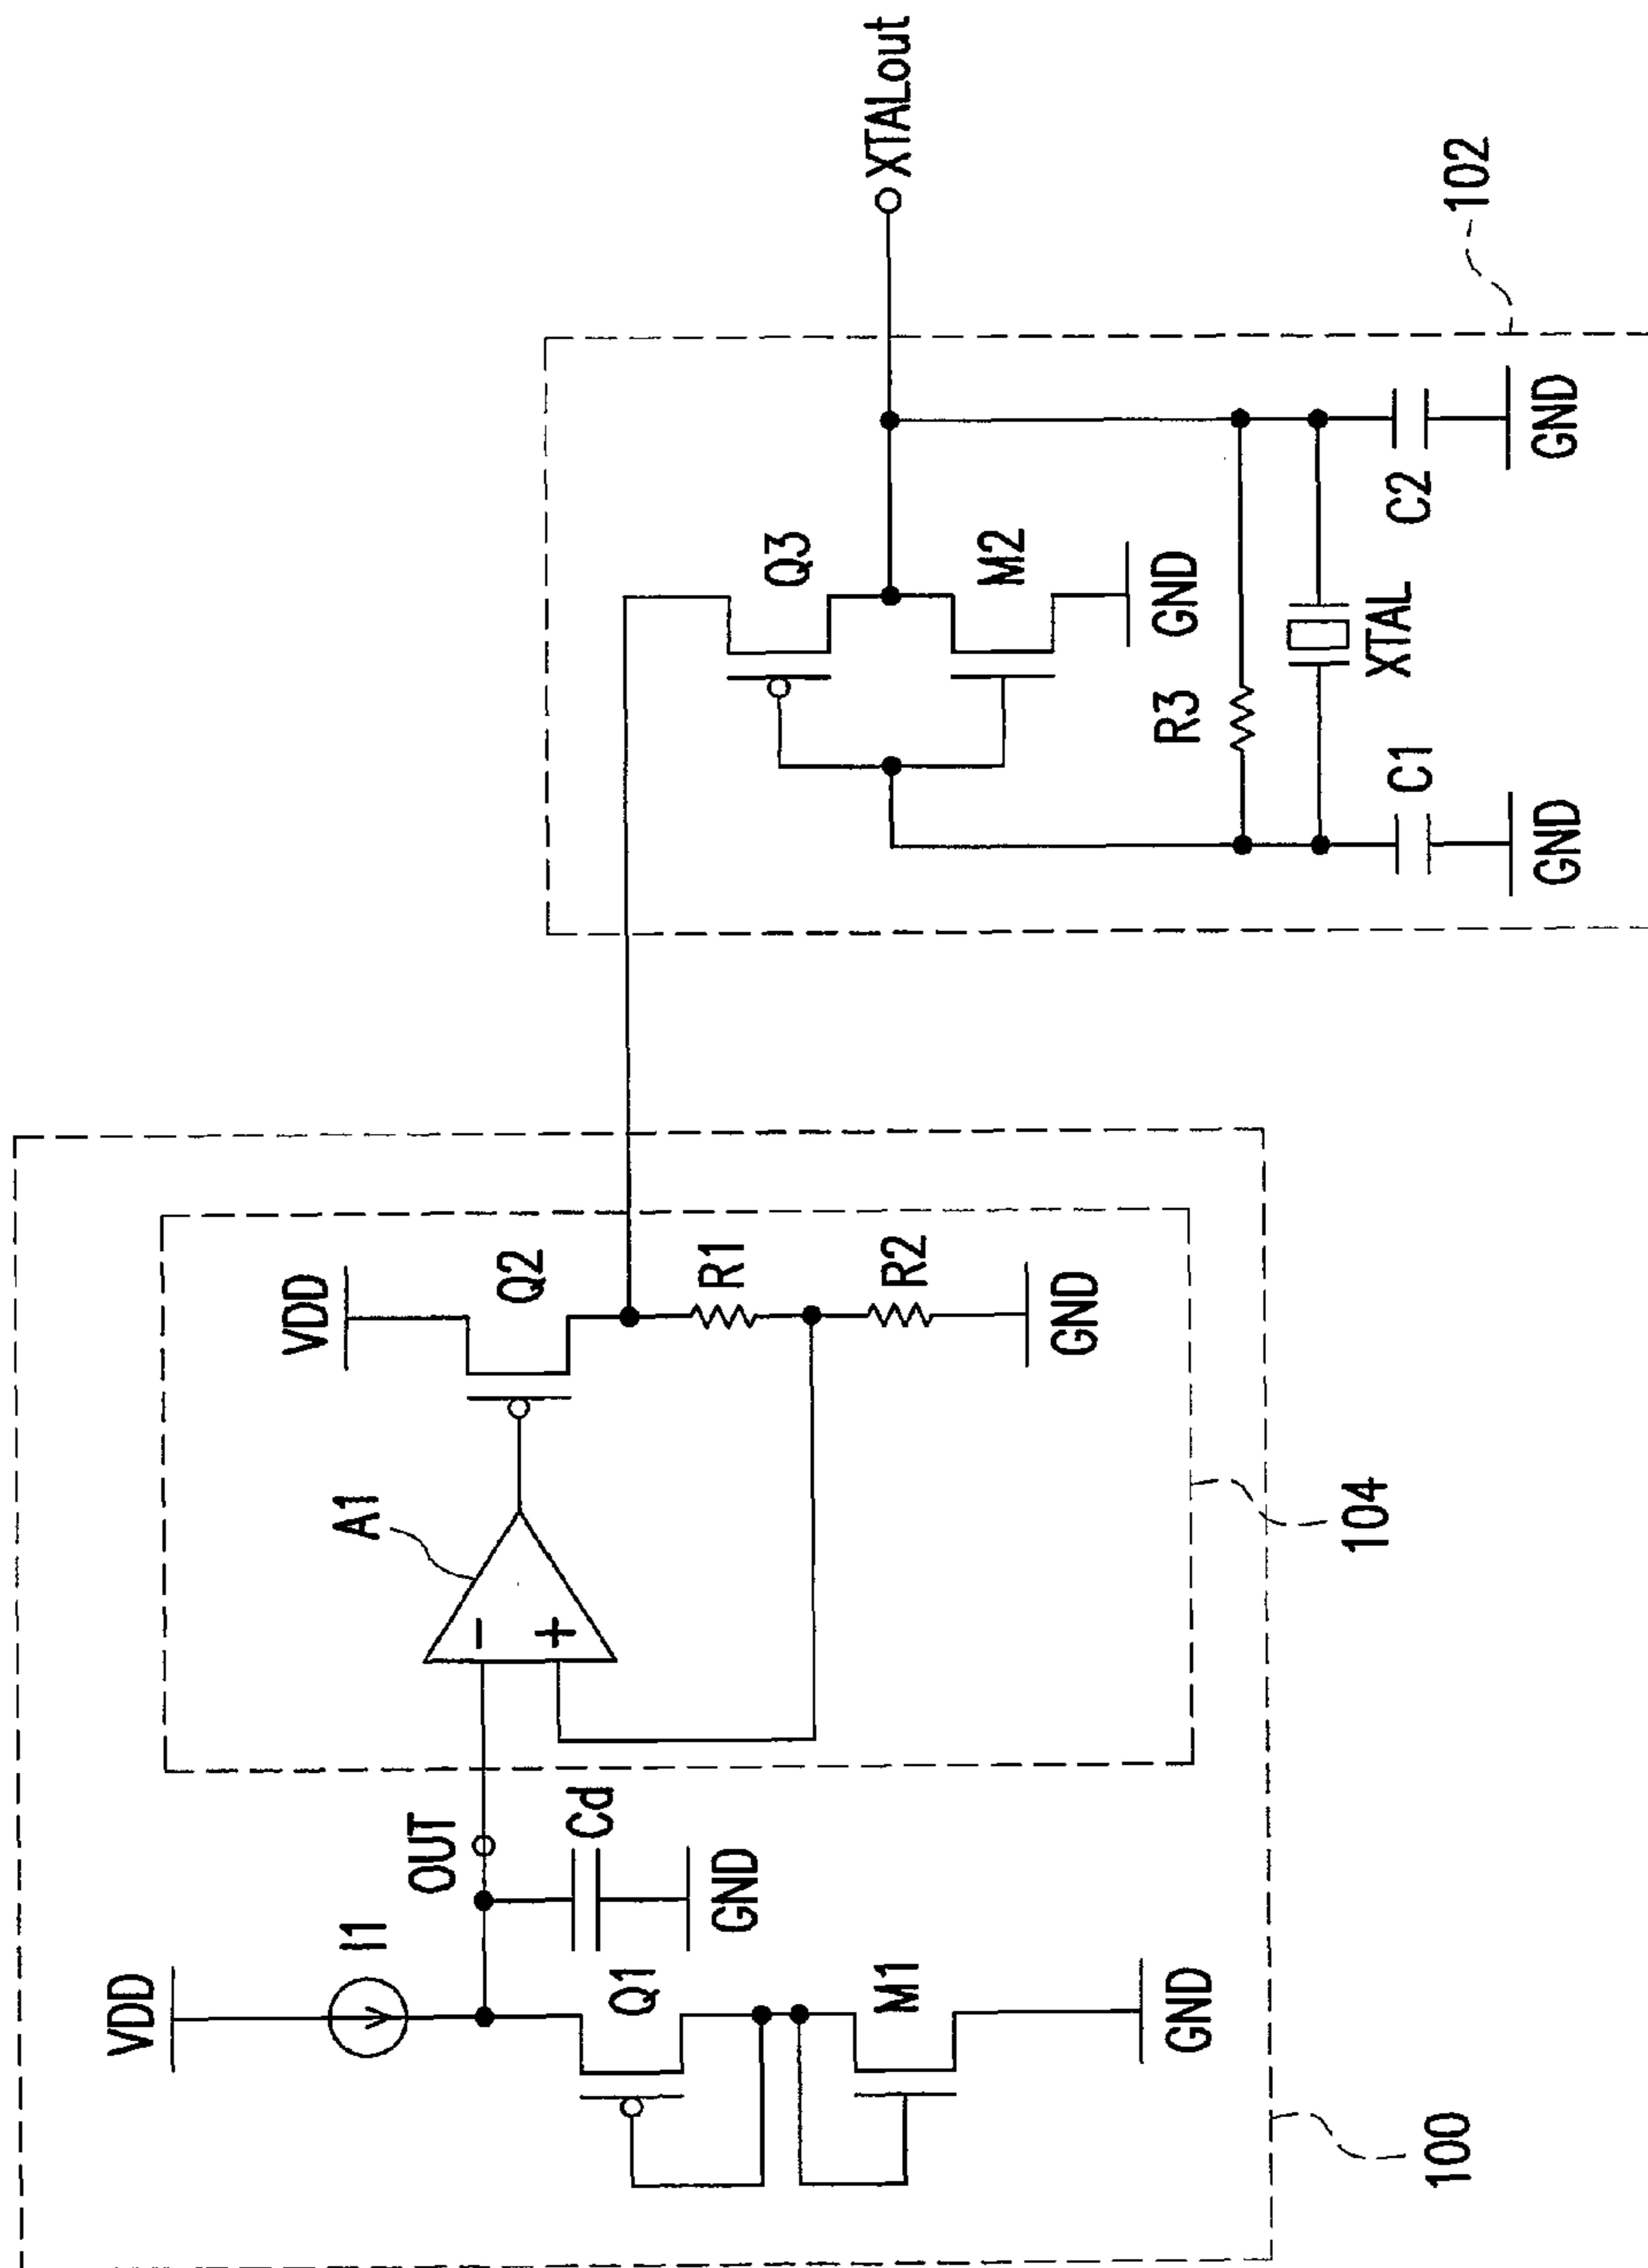 VDD
I1
OUT
Q1
Cd
GND
M1
GND
A1
−
+
VDD
Q2
R1
R2
GND
104
100
Q3
M2
GND
R3
XTAL
C1
C2
GND
GND
XTALout
102